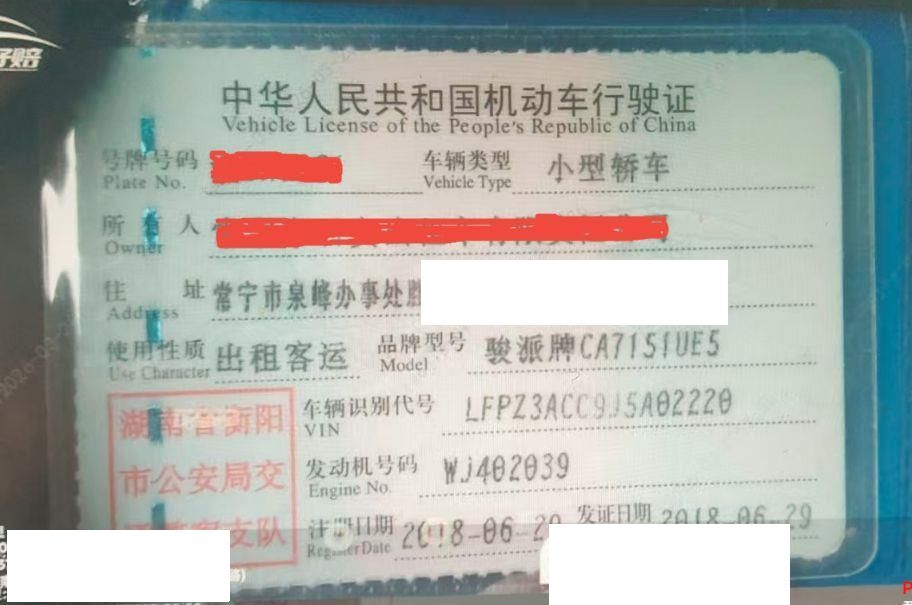 好赔
中华人民共和国机动车行驶证
Vehicle License of the People's Republic of China
号牌号码 车辆类型 小型轿车
Plate No. Vehicle Type
所有人
Owner
住址 常宁市泉峰办事处胜
Address
使用性质 出租客运 品牌型号 骏派牌CA7151UE5
Use Character Model
湖南省衡阳 车辆识别代号 LFPZ3ACC9J5A02220
VIN
市公安局交 发动机号码 WJ402039
Engine No.
支队 注册日期 2018-06-29 发证日期 2018-06-29
Register Date